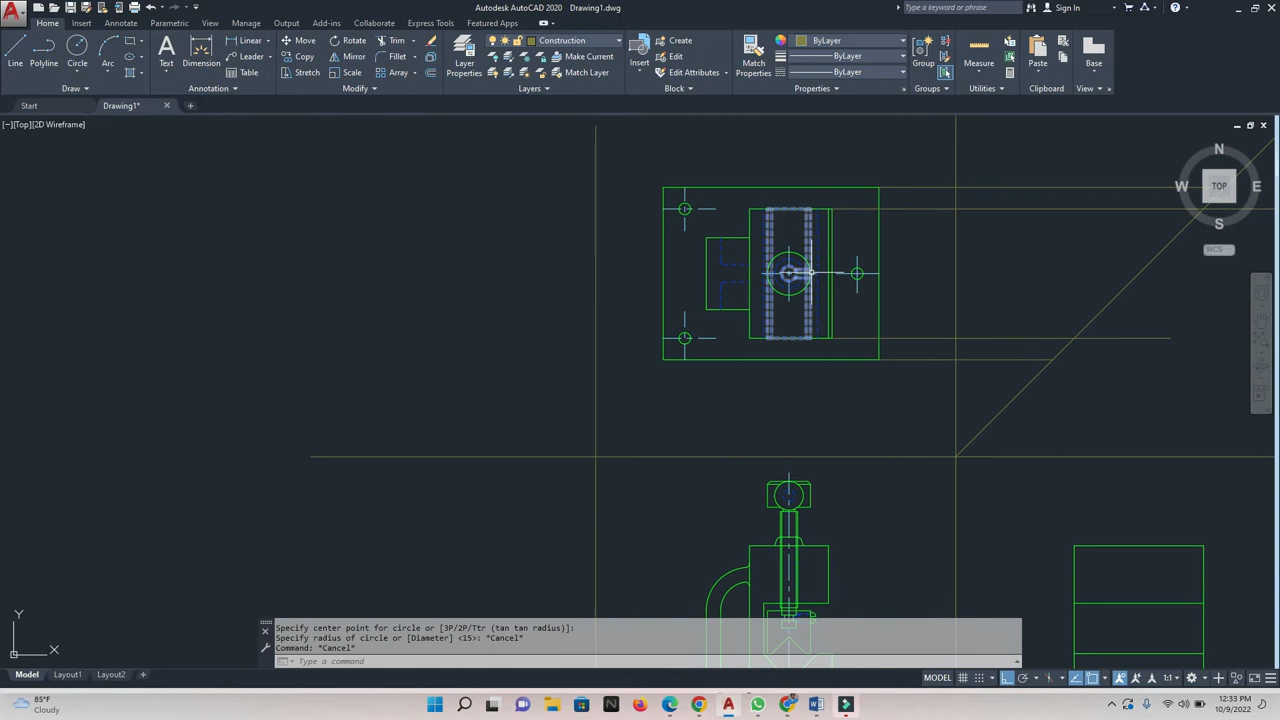 Autodesk AutoCAD 2020 Drawing1.dwg
Type a keyword or phrase
Sign In
Home Insert Annotate Parametric View Manage Output Add-ins Collaborate Express Tools Featured Apps
Line Polyline Circle Arc
Text Dimension
Linear
Leader
Table
Move Rotate Trim
Copy Mirror Fillet
Stretch Scale Array
Layer
Properties
Construction
Make Current
Match Layer
Insert
Create
Edit
Edit Attributes
Match
Properties
ByLayer
ByLayer
ByLayer
Group
Measure
Paste
Base
Draw Annotation Modify Layers Block Properties Groups Utilities Clipboard View
Start Drawing1*
[−][Top][2D Wireframe]
N
W TOP E
S
WCS
Y
X
Specify center point for circle or [3P/2P/Ttr (tan tan radius)]:
Specify radius of circle or [Diameter] <15>: *Cancel*
Command: *Cancel*
Type a command
Model Layout1 Layout2
MODEL
1:1
85°F
Cloudy
12:33 PM
10/9/2022